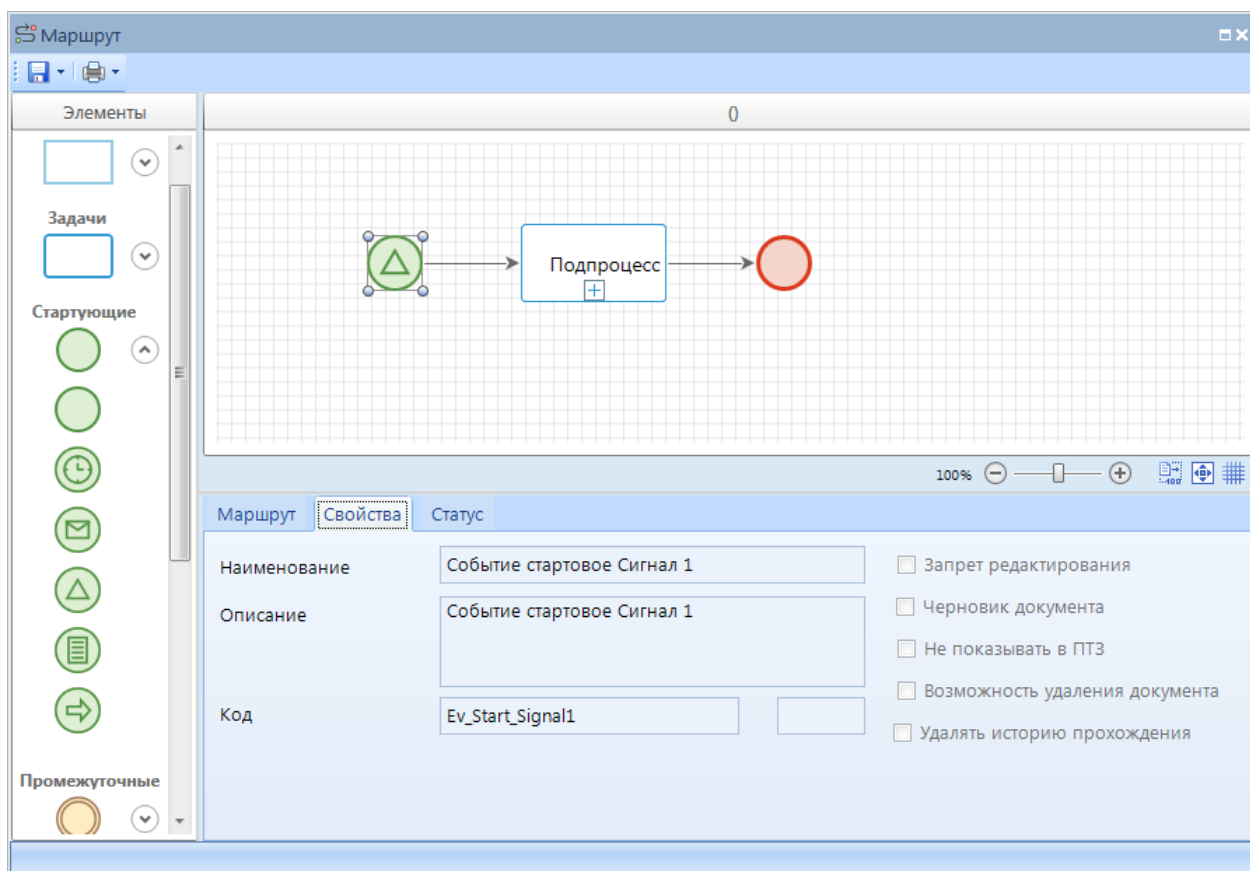 Маршрут
Элементы
()
Задачи
Стартующие
Промежуточные
Подпроцесс
100%
Маршрут Свойства Статус
Наименование Событие стартовое Сигнал 1
Описание Событие стартовое Сигнал 1
Код Ev_Start_Signal1
Запрет редактирования
Черновик документа
Не показывать в ПТЗ
Возможность удаления документа
Удалять историю прохождения